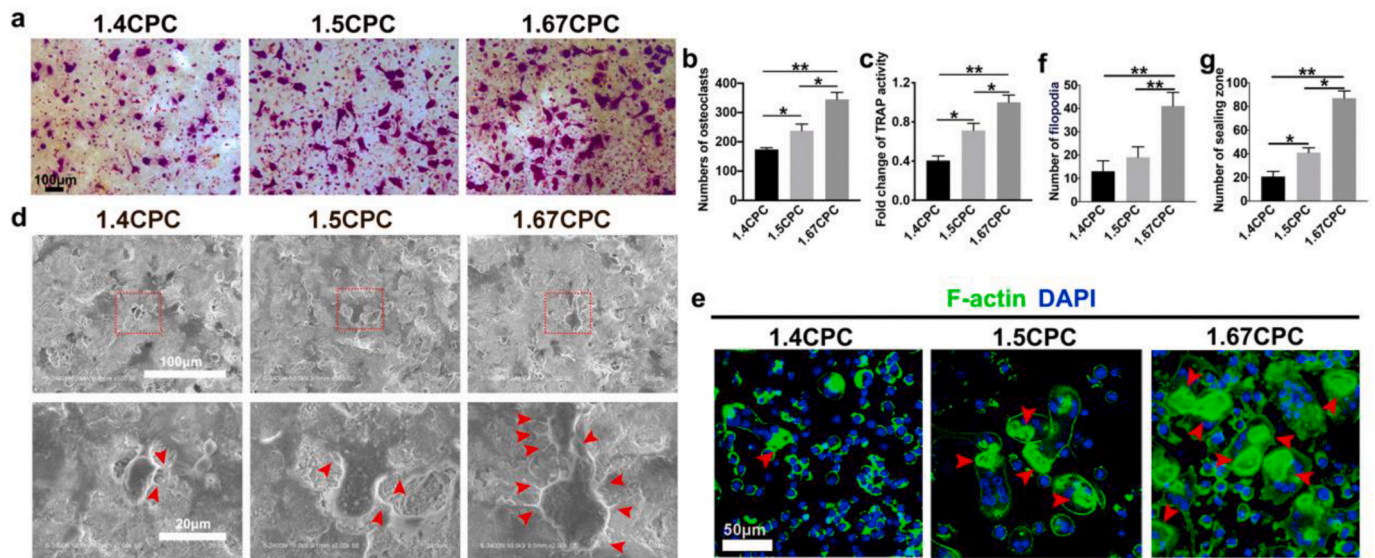 a
1.4CPC 1.5CPC 1.67CPC
100μm
b
Numbers of osteoclasts
500
400
300
200
100
0
** * *
1.4CPC 1.5CPC 1.67CPC
c
Fold change of TRAP activity
1.2
0.8
0.4
0.0
** * *
1.4CPC 1.5CPC 1.67CPC
f
Number of filopodia
50
40
30
20
10
0
** **
1.4CPC 1.5CPC 1.67CPC
g
Number of sealing zone
100
80
60
40
20
0
** * *
1.4CPC 1.5CPC 1.67CPC
d
1.4CPC 1.5CPC 1.67CPC
100μm
20μm
e
F-actin DAPI
1.4CPC 1.5CPC 1.67CPC
50μm